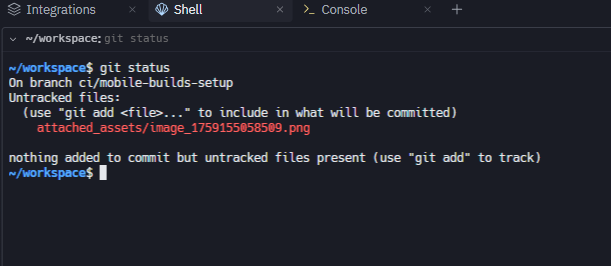 Integrations Shell Console
~/workspace: git status
~/workspace$ git status
On branch ci/mobile-builds-setup
Untracked files:
(use "git add <file>..." to include in what will be committed)
attached_assets/image_1759155058509.png
nothing added to commit but untracked files present (use "git add" to track)
~/workspace$